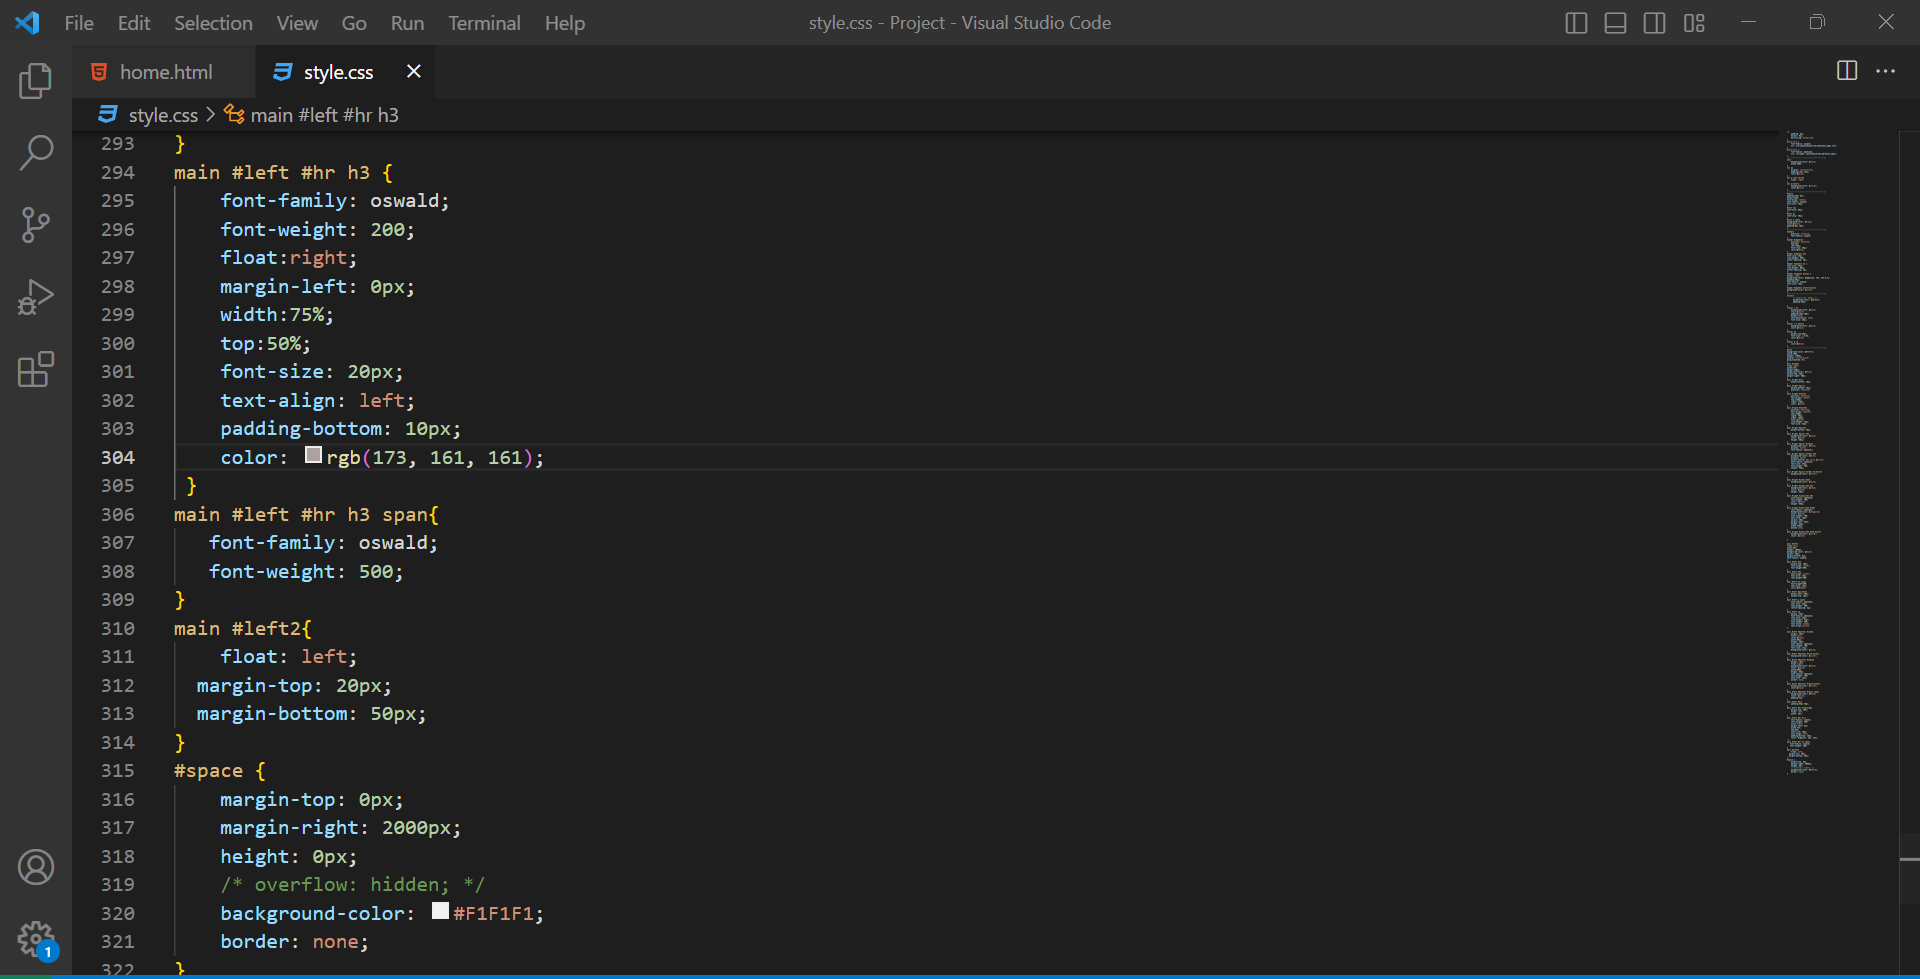 File Edit Selection View Go Run Terminal Help style.css - Project - Visual Studio Code
home.html style.css
style.css > main #left #hr h3
293 }
294 main #left #hr h3 {
295 font-family: oswald;
296 font-weight: 200;
297 float:right;
298 margin-left: 0px;
299 width:75%;
300 top:50%;
301 font-size: 20px;
302 text-align: left;
303 padding-bottom: 10px;
304 color: rgb(173, 161, 161);
305 }
306 main #left #hr h3 span{
307 font-family: oswald;
308 font-weight: 500;
309 }
310 main #left2{
311 float: left;
312 margin-top: 20px;
313 margin-bottom: 50px;
314 }
315 #space {
316 margin-top: 0px;
317 margin-right: 2000px;
318 height: 0px;
319 /* overflow: hidden; */
320 background-color: #F1F1F1;
321 border: none;
322 }
1